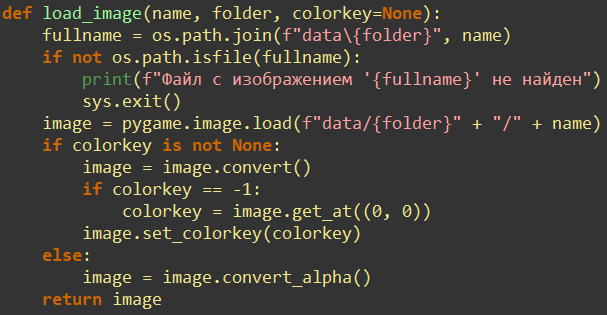 def load_image(name, folder, colorkey=None):
    fullname = os.path.join(f"data\{folder}", name)
    if not os.path.isfile(fullname):
        print(f"Файл с изображением '{fullname}' не найден")
        sys.exit()
    image = pygame.image.load(f"data/{folder}" + "/" + name)
    if colorkey is not None:
        image = image.convert()
        if colorkey == -1:
            colorkey = image.get_at((0, 0))
        image.set_colorkey(colorkey)
    else:
        image = image.convert_alpha()
    return image